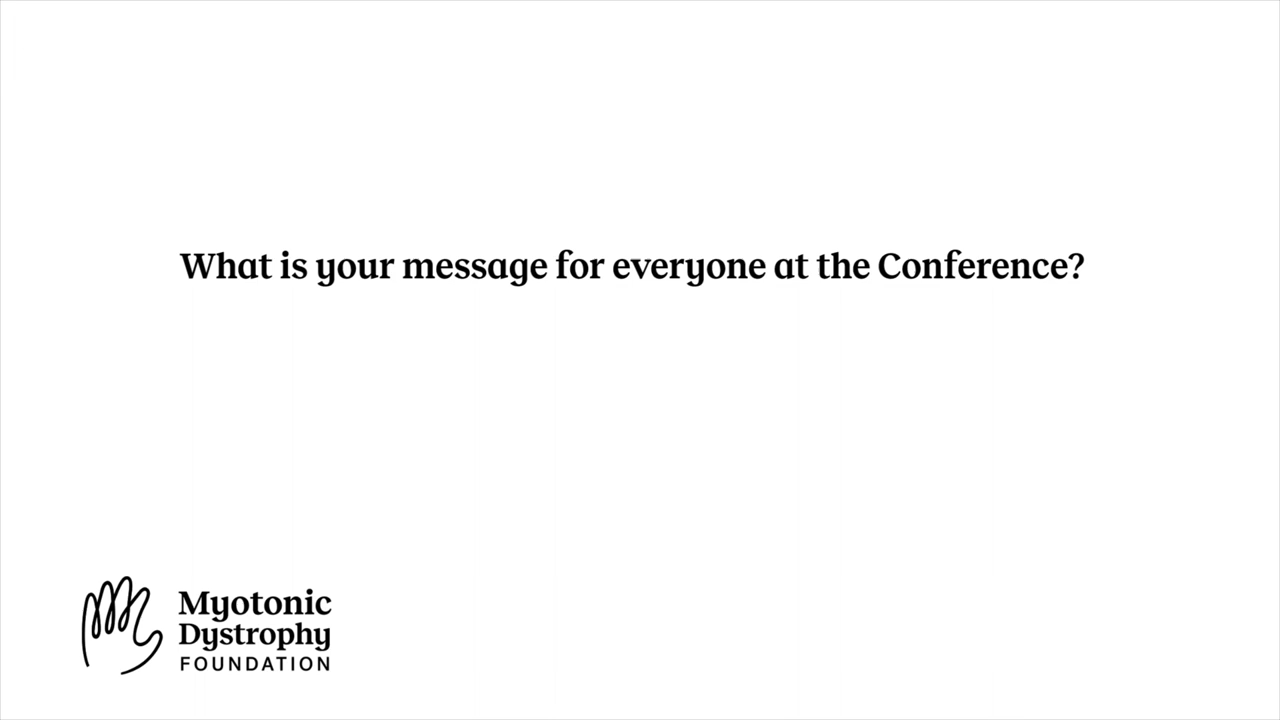 What is your message for everyone at the Conference?
Myotonic
Dystrophy
FOUNDATION